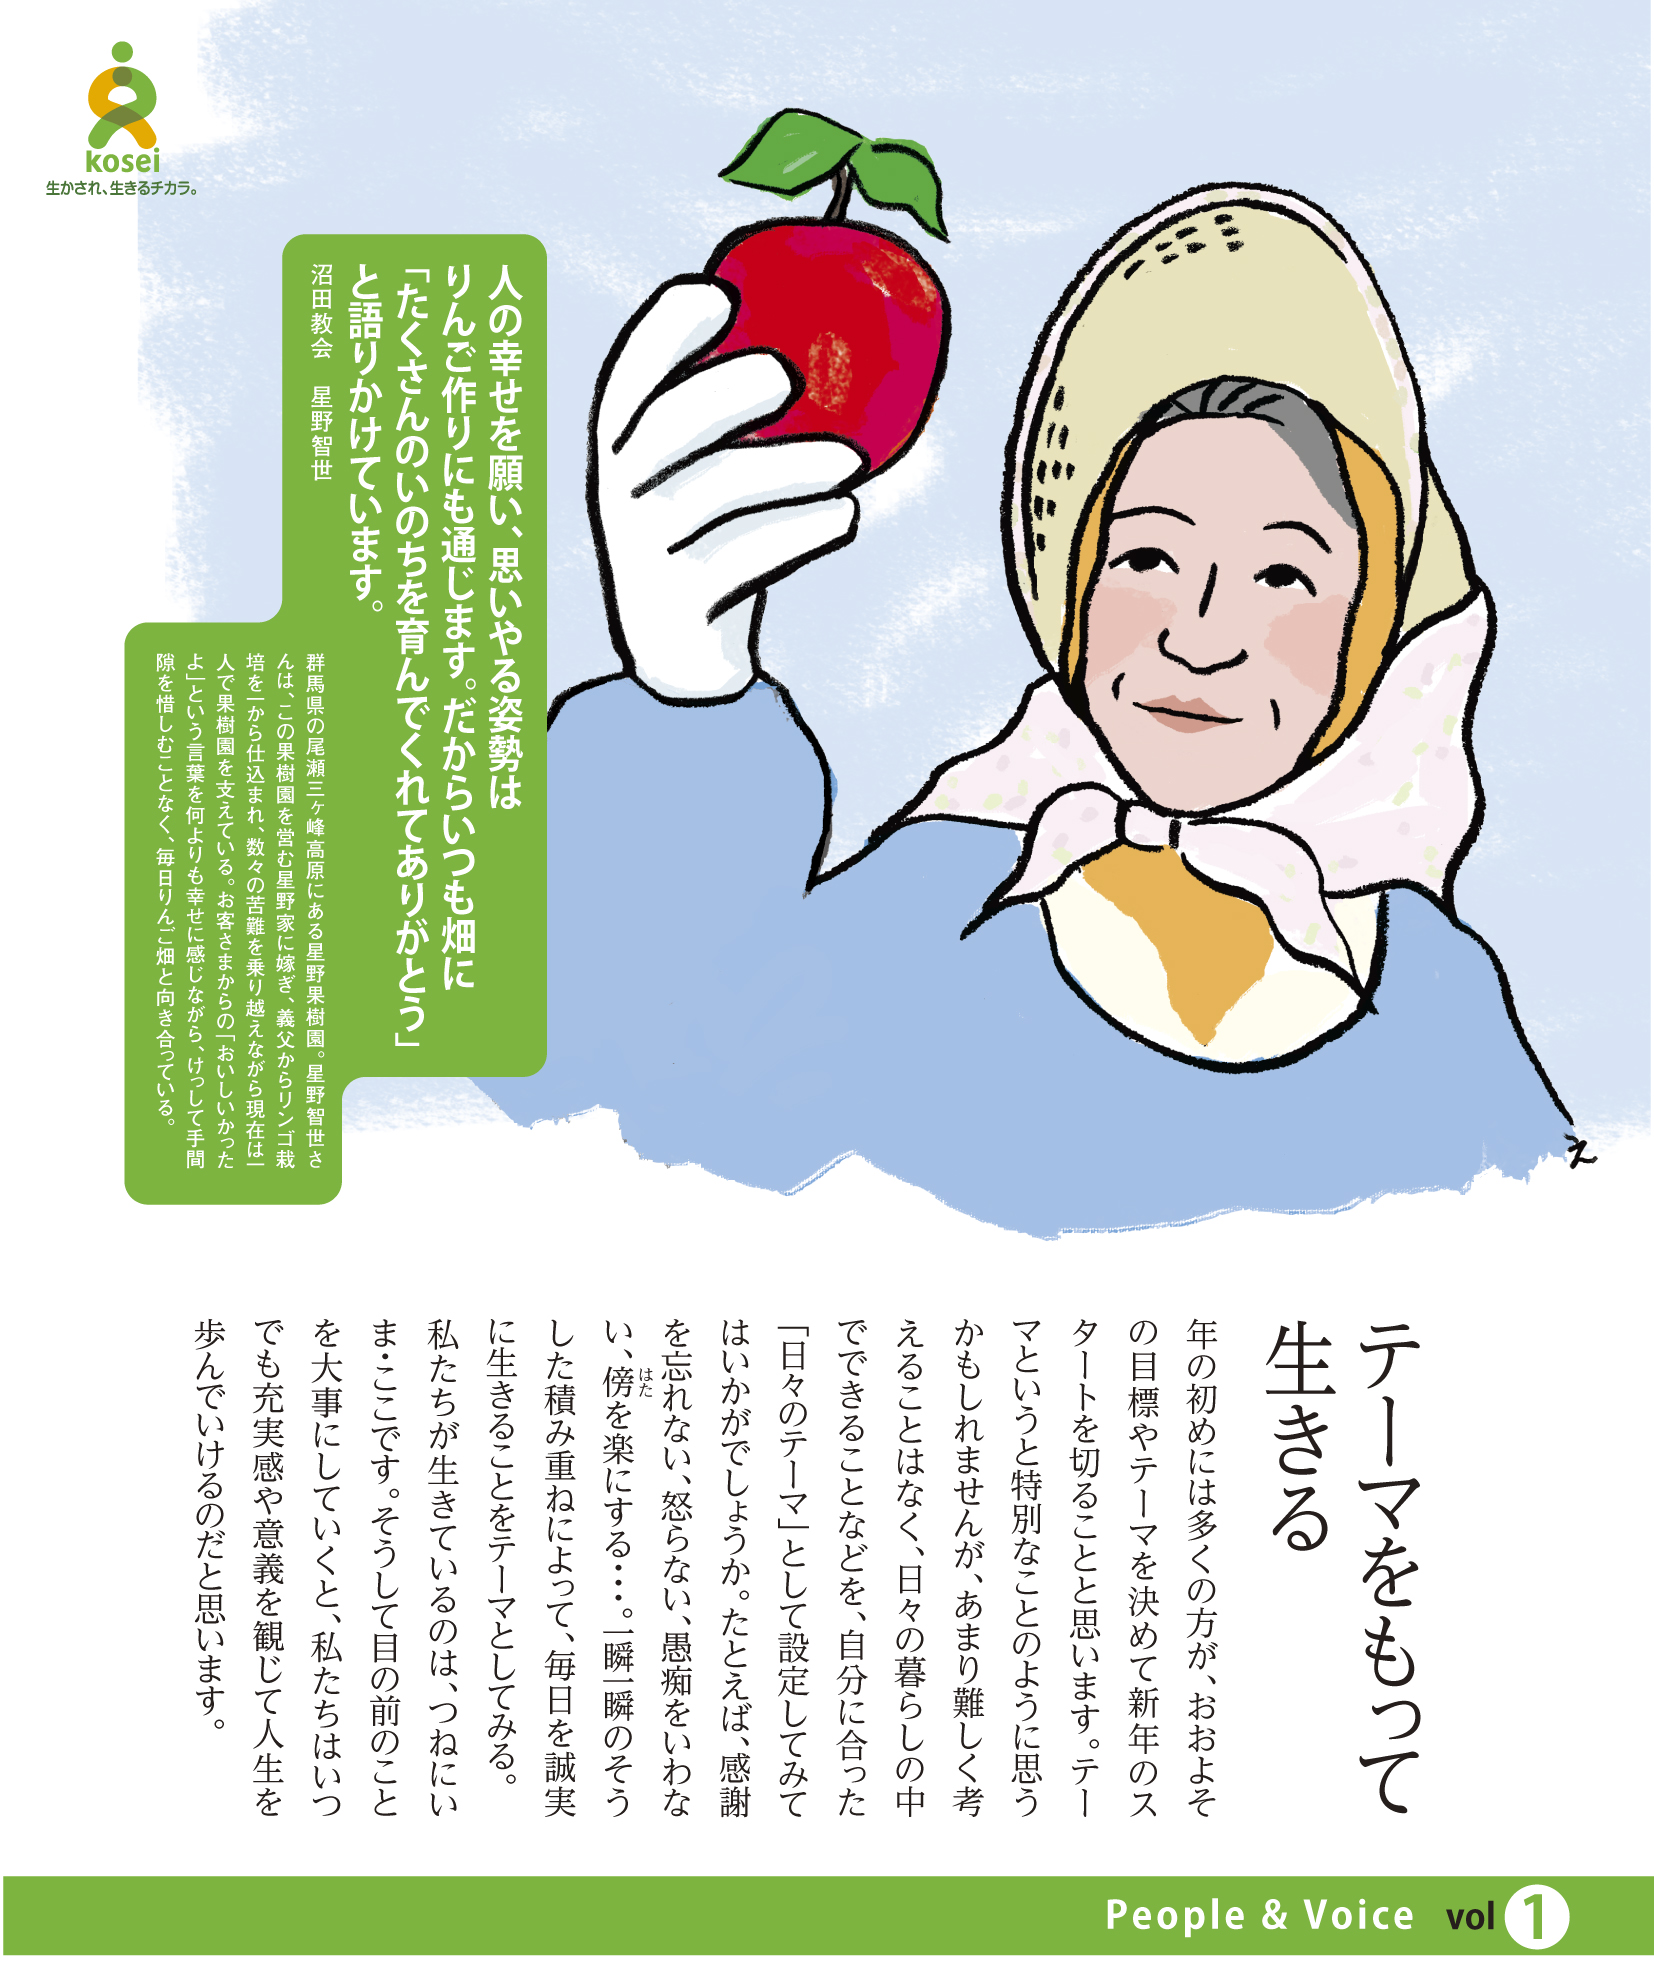 kosei
生かされ、生きるチカラ。
人の幸せを願い、思いやる姿勢は
りんご作りにも通じます。だからいつも畑に
「たくさんのいのちを育んでくれてありがとう」
と語りかけています。
沼田教会　星野智世
群馬県の尾瀬三ヶ峰高原にある星野果樹園。星野智世さ
んは、この果樹園を営む星野家に嫁ぎ、義父からリンゴ栽
培を一から仕込まれ、数々の苦難を乗り越えながら現在は一
人で果樹園を支えている。お客さまからの「おいしいかった
よ」という言葉を何よりも幸せに感じながら、けっして手間
隙を惜しむことなく、毎日りんご畑と向き合っている。
え
テーマをもって
生きる
年の初めには多くの方が、おおよそ
の目標やテーマを決めて新年のス
タートを切ることと思います。テー
マというと特別なことのように思う
かもしれませんが、あまり難しく考
えることはなく、日々の暮らしの中
でできることなどを、自分に合った
「日々のテーマ」として設定してみて
はいかがでしょうか。たとえば、感謝
を忘れない、怒らない、愚痴をいわな
い、傍はたを楽にする・・・。一瞬一瞬のそう
した積み重ねによって、毎日を誠実
に生きることをテーマとしてみる。
私たちが生きているのは、つねにい
ま・ここです。そうして目の前のこと
を大事にしていくと、私たちはいつ
でも充実感や意義を観じて人生を
歩んでいけるのだと思います。
People & Voice vol 1